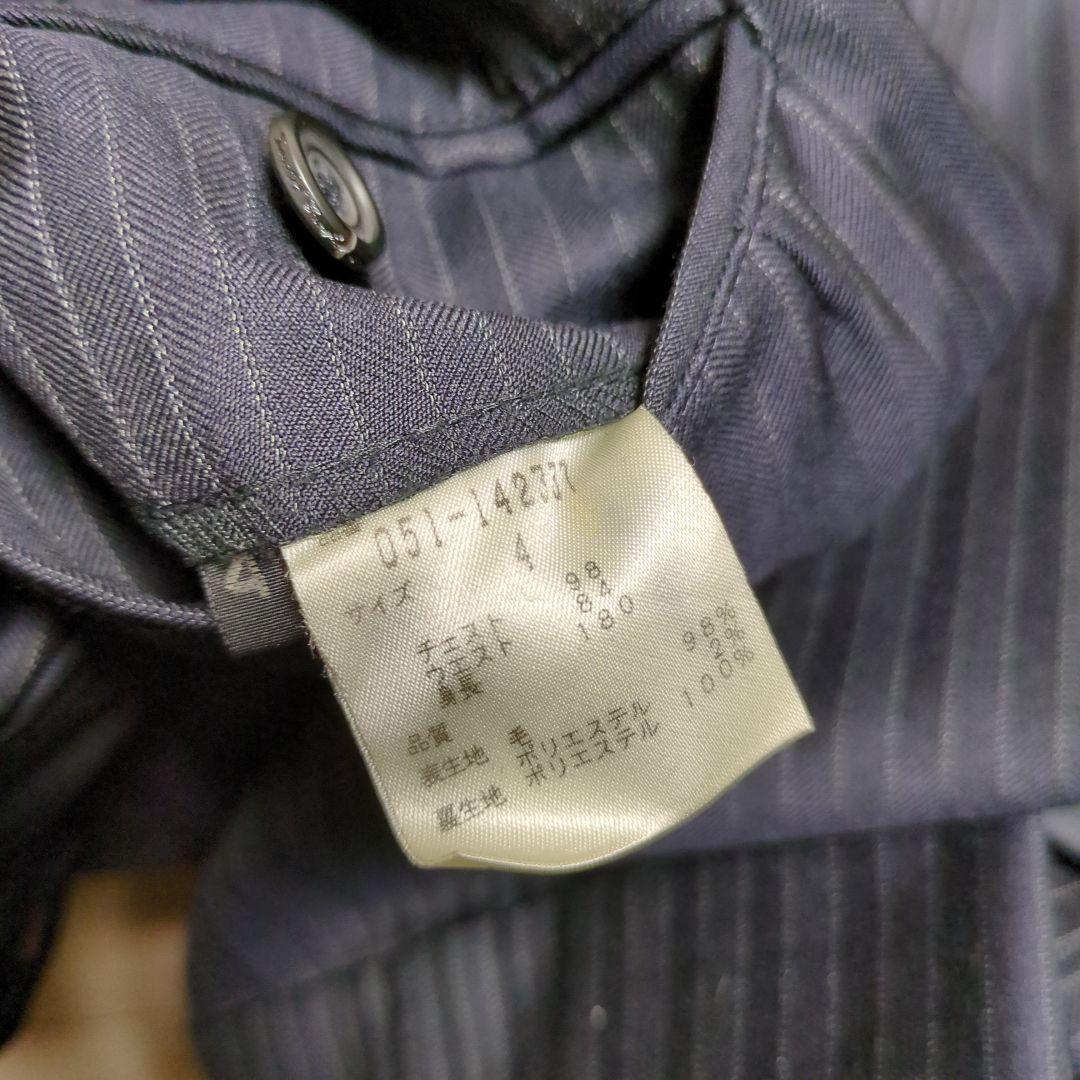 4
サイズ 4
チェスト 98
ウエスト 84
身長 180
品質
表生地 毛 98%
ポリエステル 2%
裏生地 ポリエステル 100%